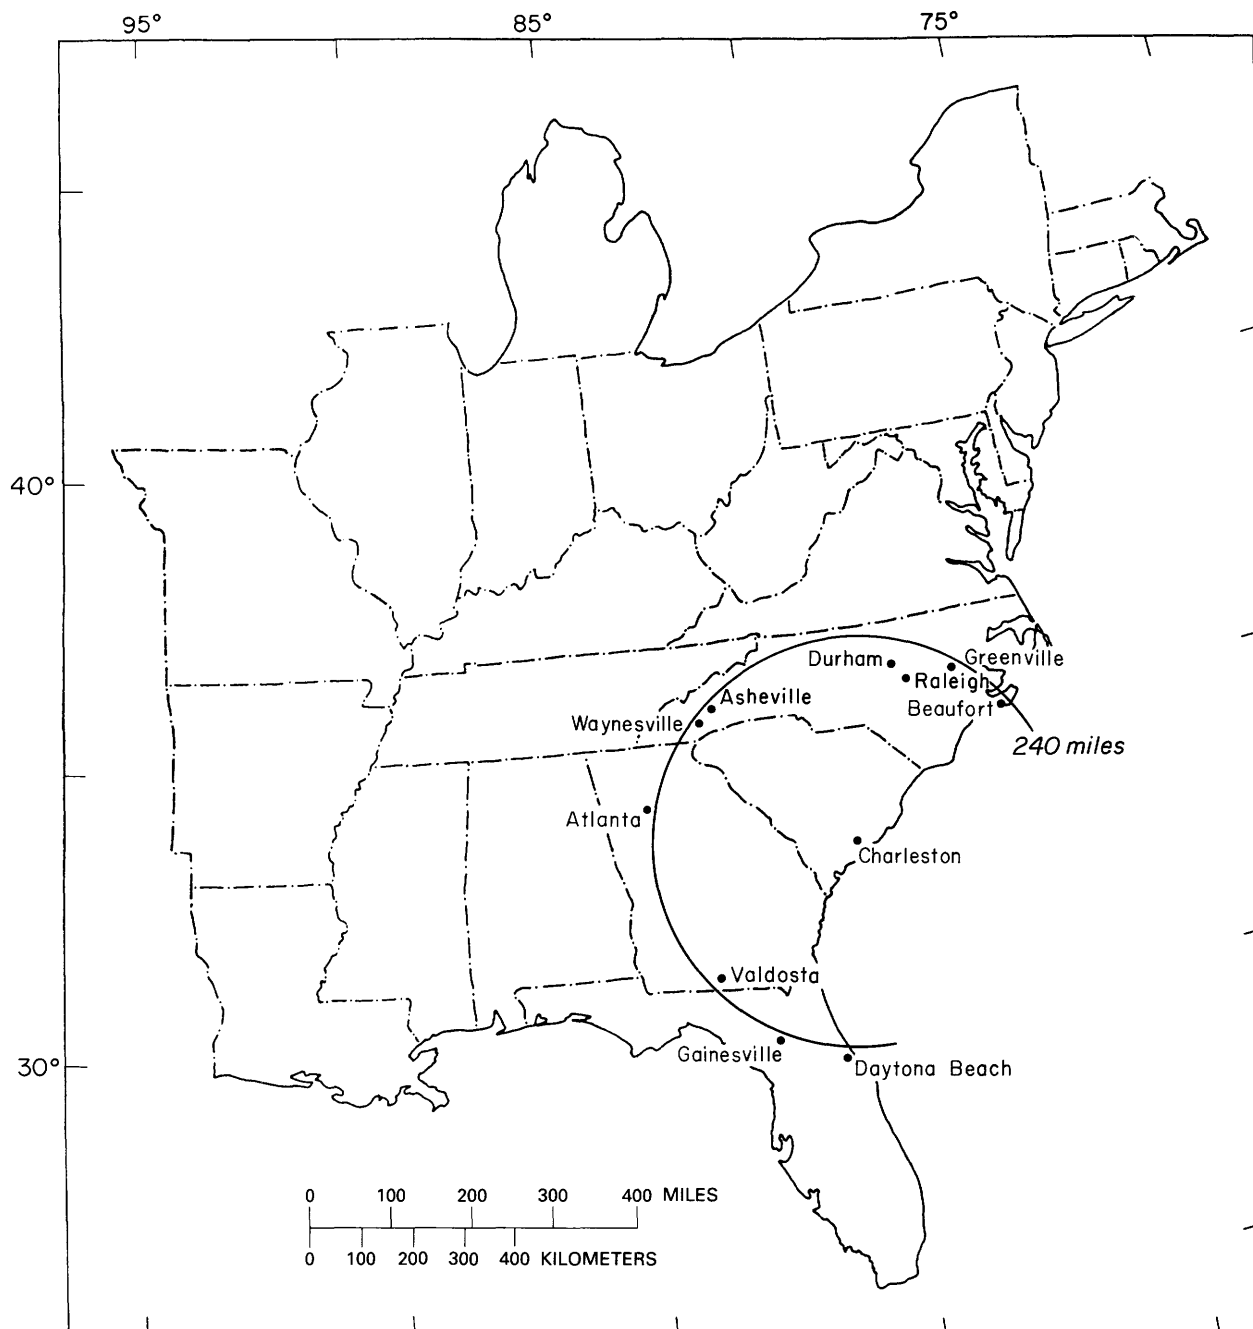 95° 85° 75°
40°
Durham
Greenville
Raleigh
Asheville
Beaufort
Waynesville
240 miles
Atlanta
Charleston
Valdosta
Gainesville
30°
Daytona Beach
0 100 200 300 400 MILES
0 100 200 300 400 KILOMETERS